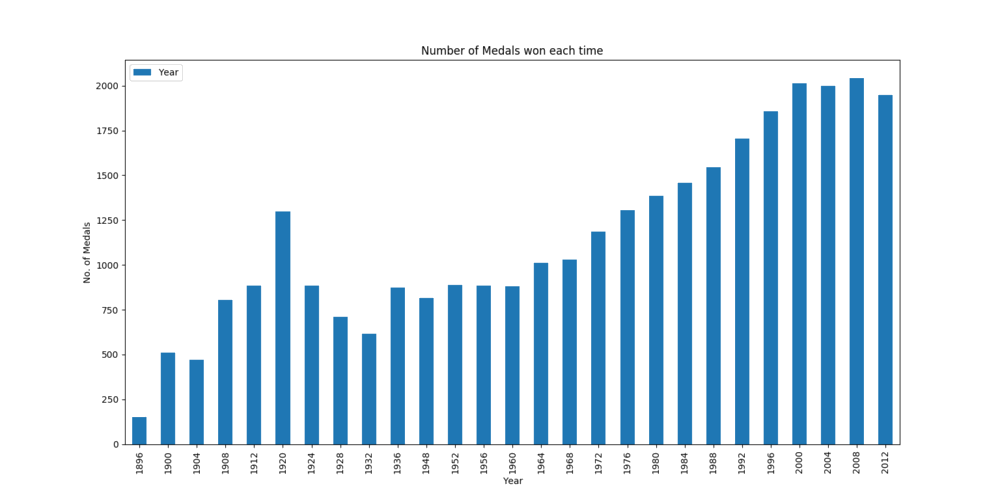 Number of Medals won each time
Year
2000
1750
1500
1250
1000
750
500
250
0
No. of Medals
1896 1900 1904 1908 1912 1920 1924 1928 1932 1936 1948 1952 1956 1960 1964 1968 1972 1976 1980 1984 1988 1992 1996 2000 2004 2008 2012
Year